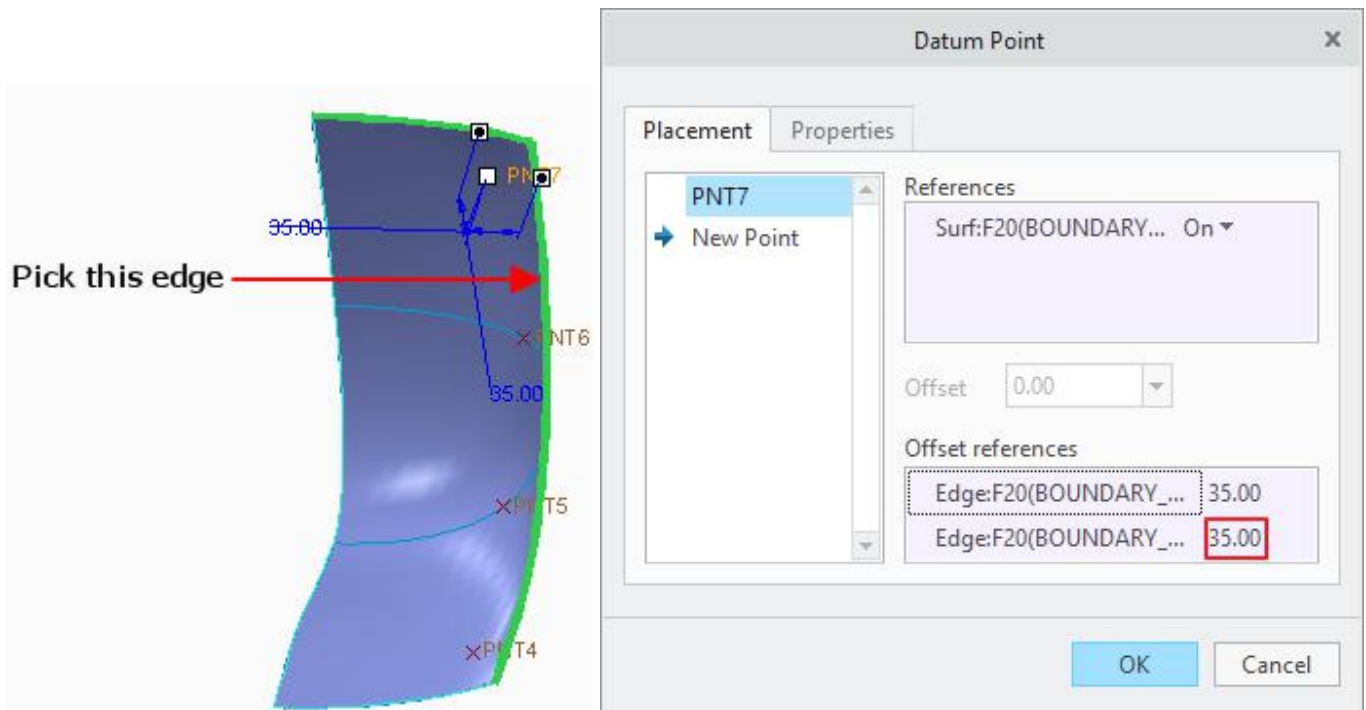 Pick this edge
35.00
PNT7
PNT6
35.00
PNT5
PNT4
Datum Point
Placement Properties
PNT7
New Point
References
Surf:F20(BOUNDARY... On
Offset 0.00
Offset references
Edge:F20(BOUNDARY_... 35.00
Edge:F20(BOUNDARY_... 35.00
OK Cancel